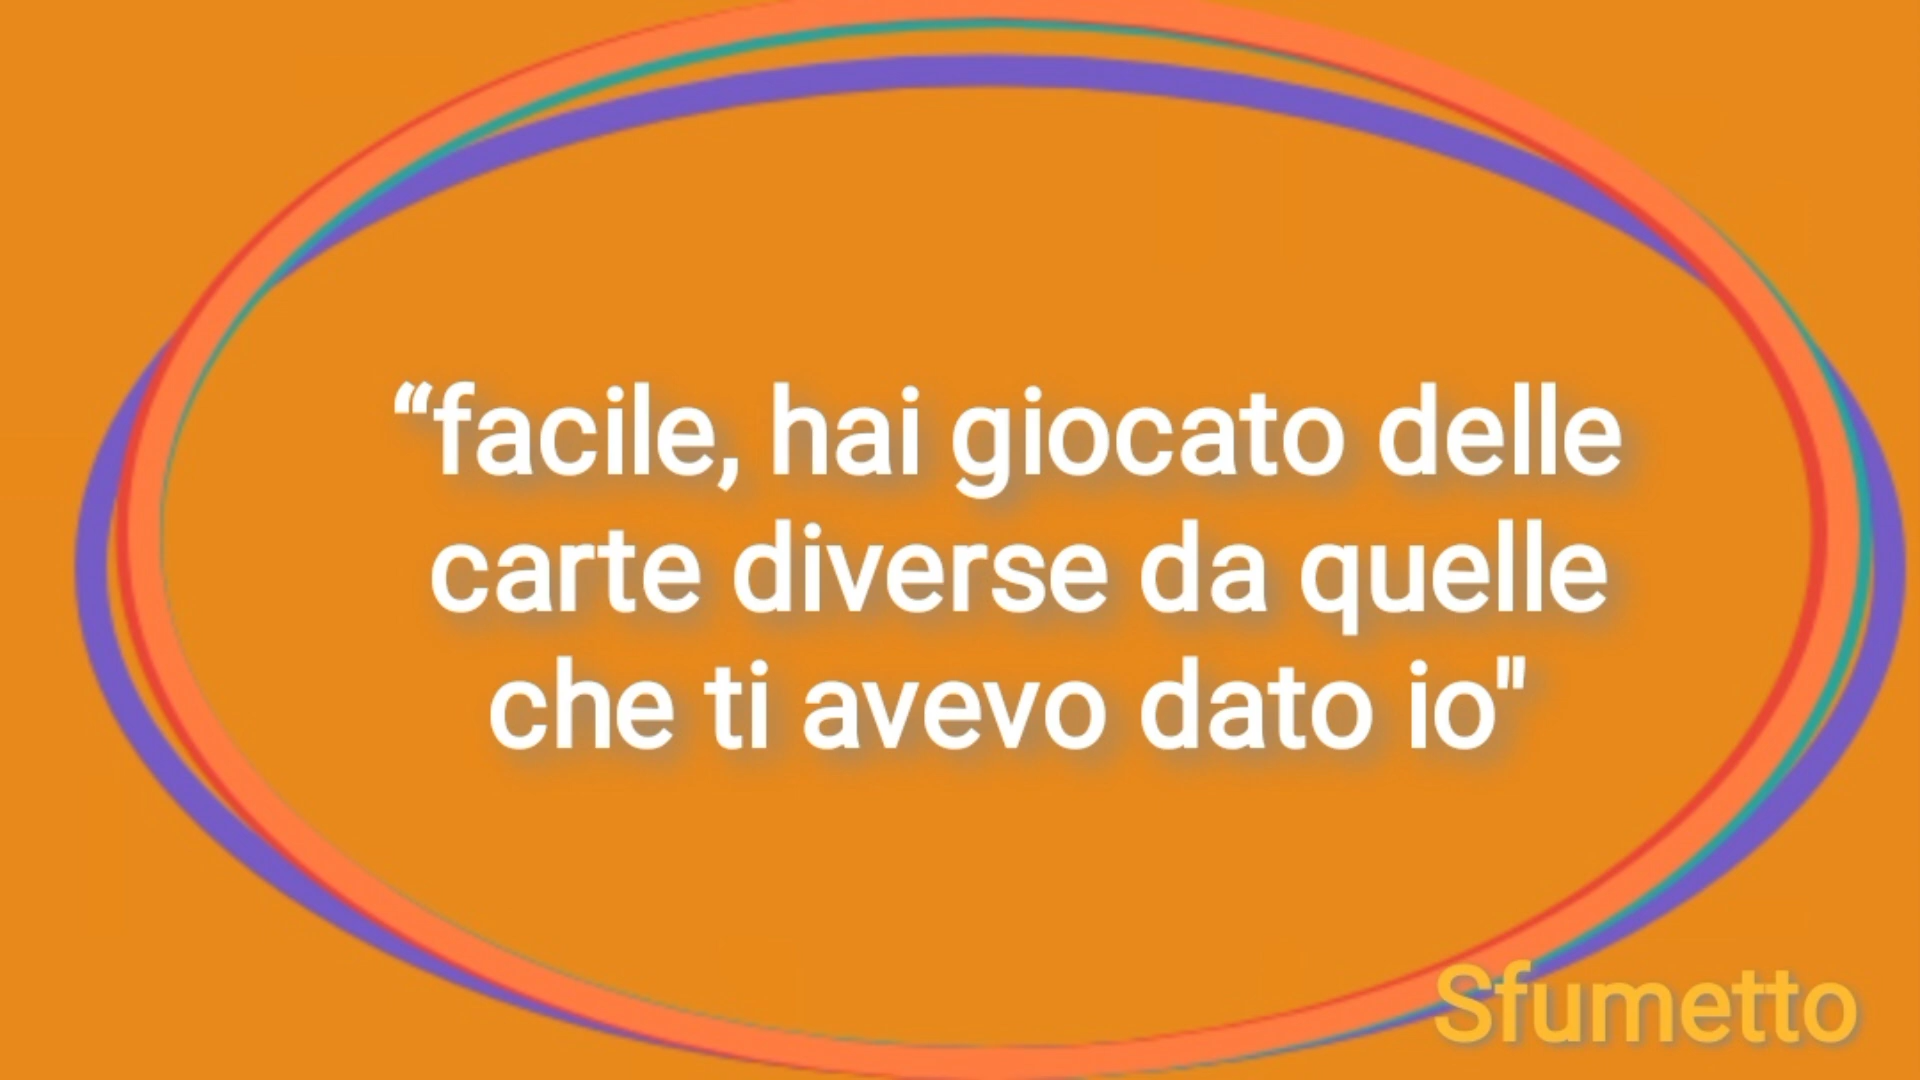 “facile, hai giocato delle
carte diverse da quelle
che ti avevo dato io"
Sfumetto